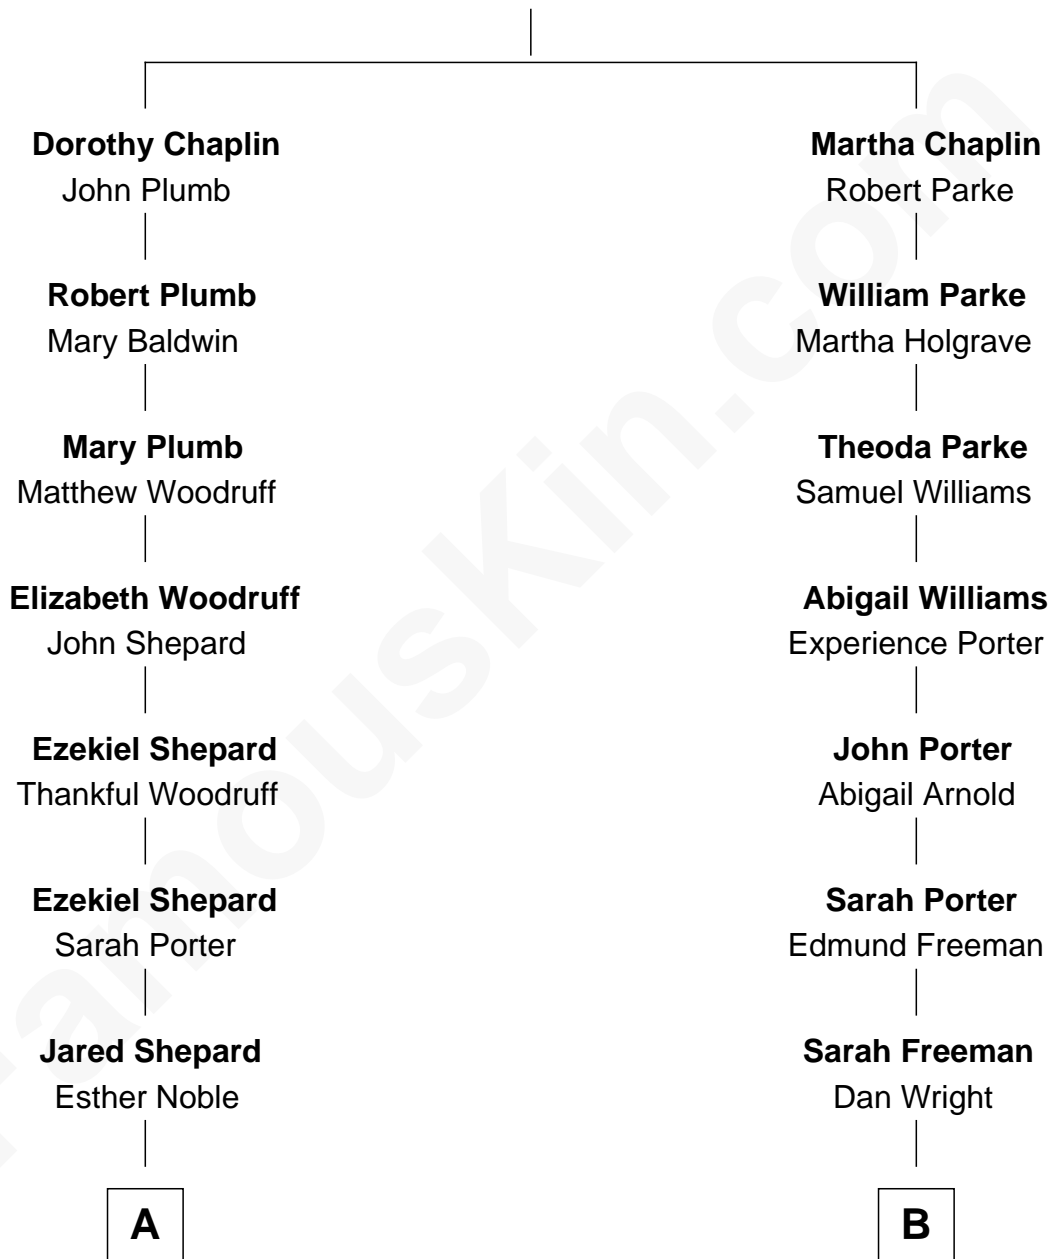 Dorothy Chaplin
John Plumb
Robert Plumb
Mary Baldwin
Mary Plumb
Matthew Woodruff
Elizabeth Woodruff
John Shepard
Ezekiel Shepard
Thankful Woodruff
Ezekiel Shepard
Sarah Porter
Jared Shepard
Esther Noble
A
Martha Chaplin
Robert Parke
William Parke
Martha Holgrave
Theoda Parke
Samuel Williams
Abigail Williams
Experience Porter
John Porter
Abigail Arnold
Sarah Porter
Edmund Freeman
Sarah Freeman
Dan Wright
B
FamousKin.com